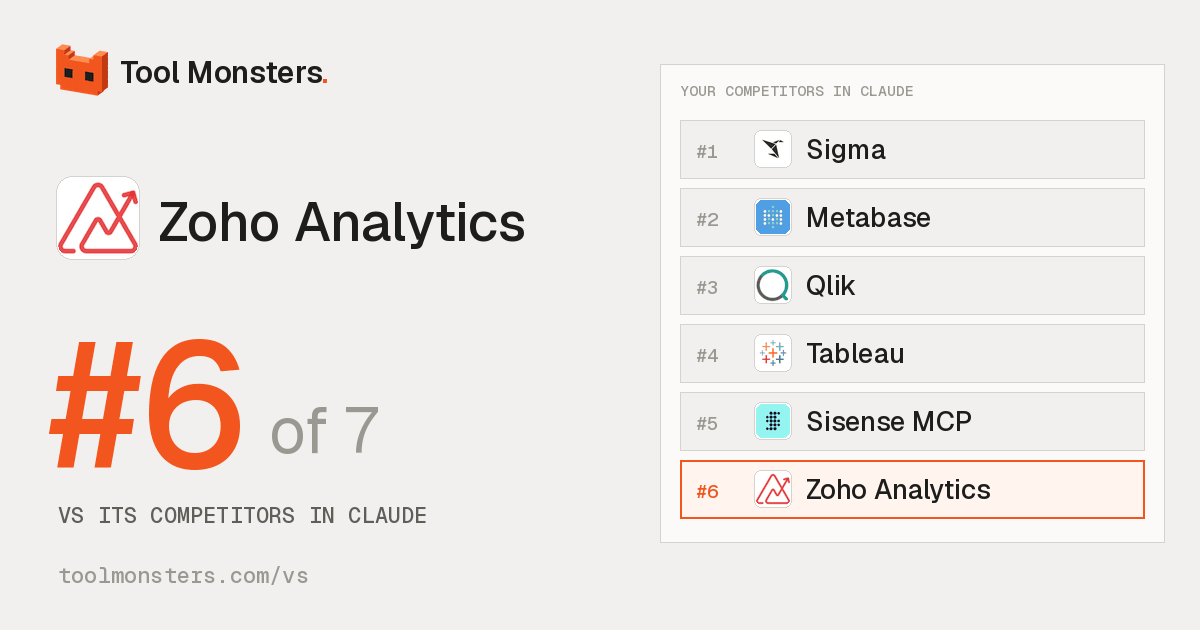 Tool Monsters.
Zoho Analytics
#6 of 7
VS ITS COMPETITORS IN CLAUDE
toolmonsters.com/vs
YOUR COMPETITORS IN CLAUDE
#1 Sigma
#2 Metabase
#3 Qlik
#4 Tableau
#5 Sisense MCP
#6 Zoho Analytics